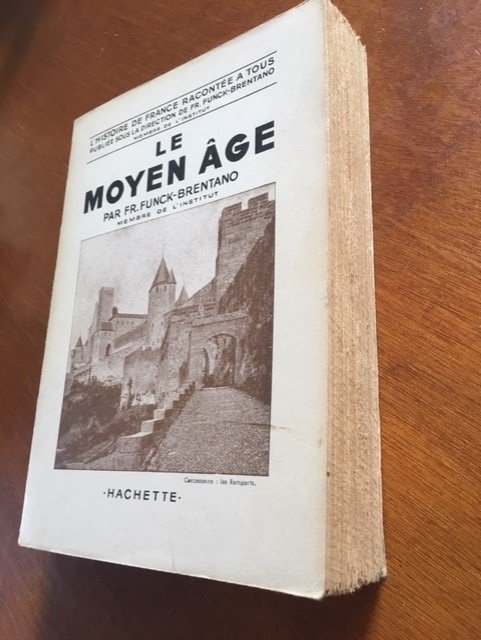 L'HISTOIRE DE FRANCE RACONTÉE A TOUS
PUBLIÉE SOUS LA DIRECTION DE FR. FUNCK-BRENTANO
MEMBRE DE L'INSTITUT
LE
MOYEN ÂGE
PAR FR. FUNCK-BRENTANO
MEMBRE DE L'INSTITUT
Carcassonne : les Remparts.
·HACHETTE·